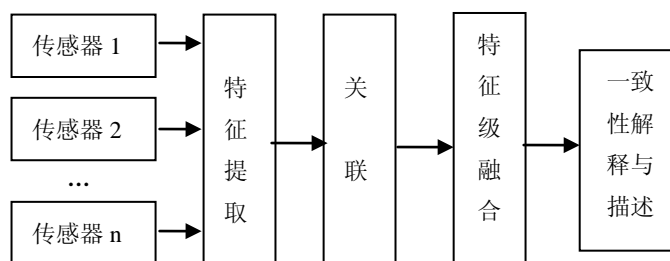 传感器 1
传感器 2
...
传感器 n
特征提取
关联
特征级融合
一致
性解
释与
描述